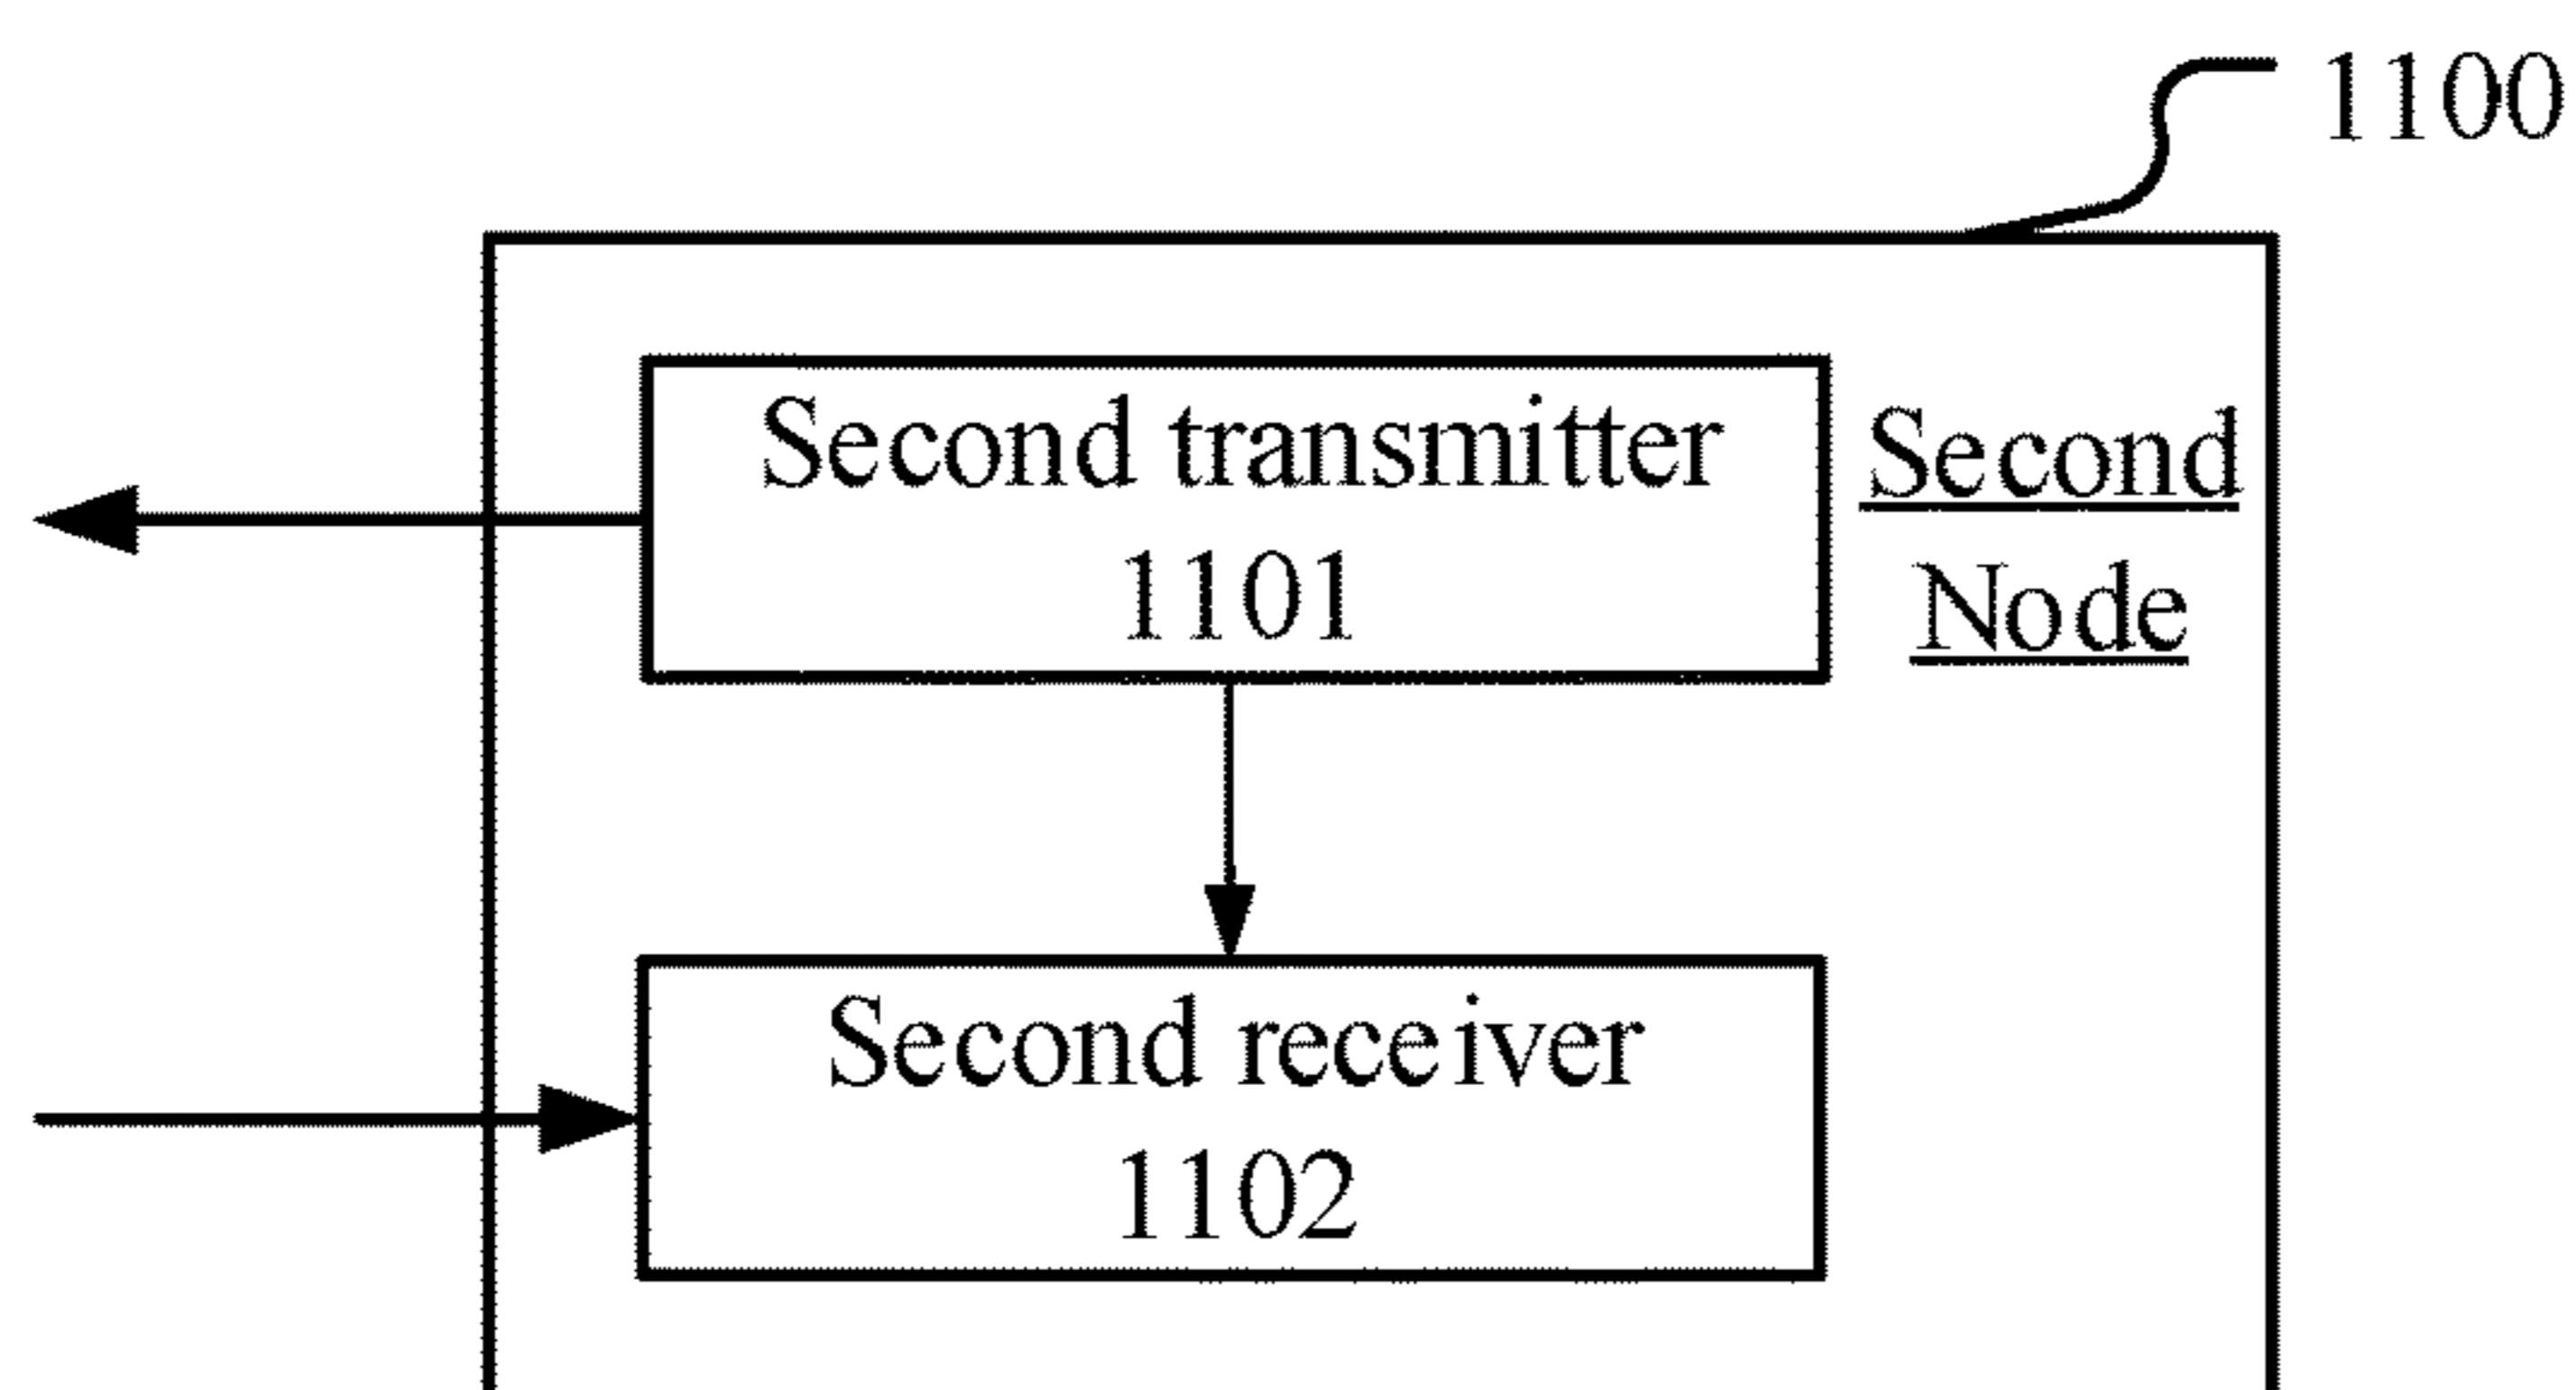 1100
Second transmitter
1101
Second
Node
Second receiver
1102